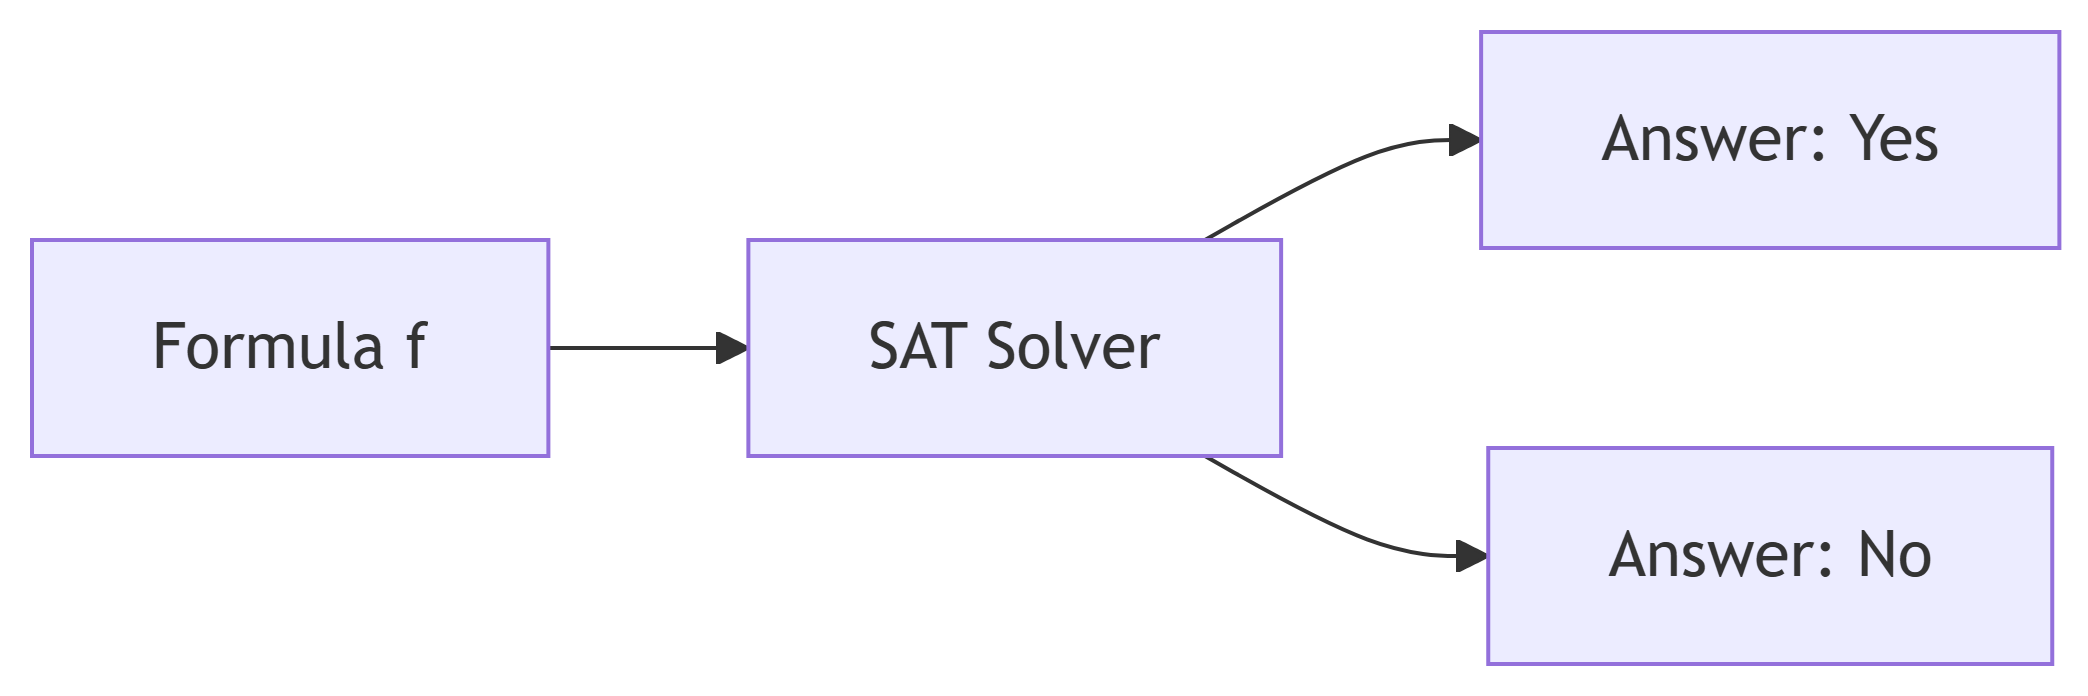 Formula f
SAT Solver
Answer: Yes
Answer: No